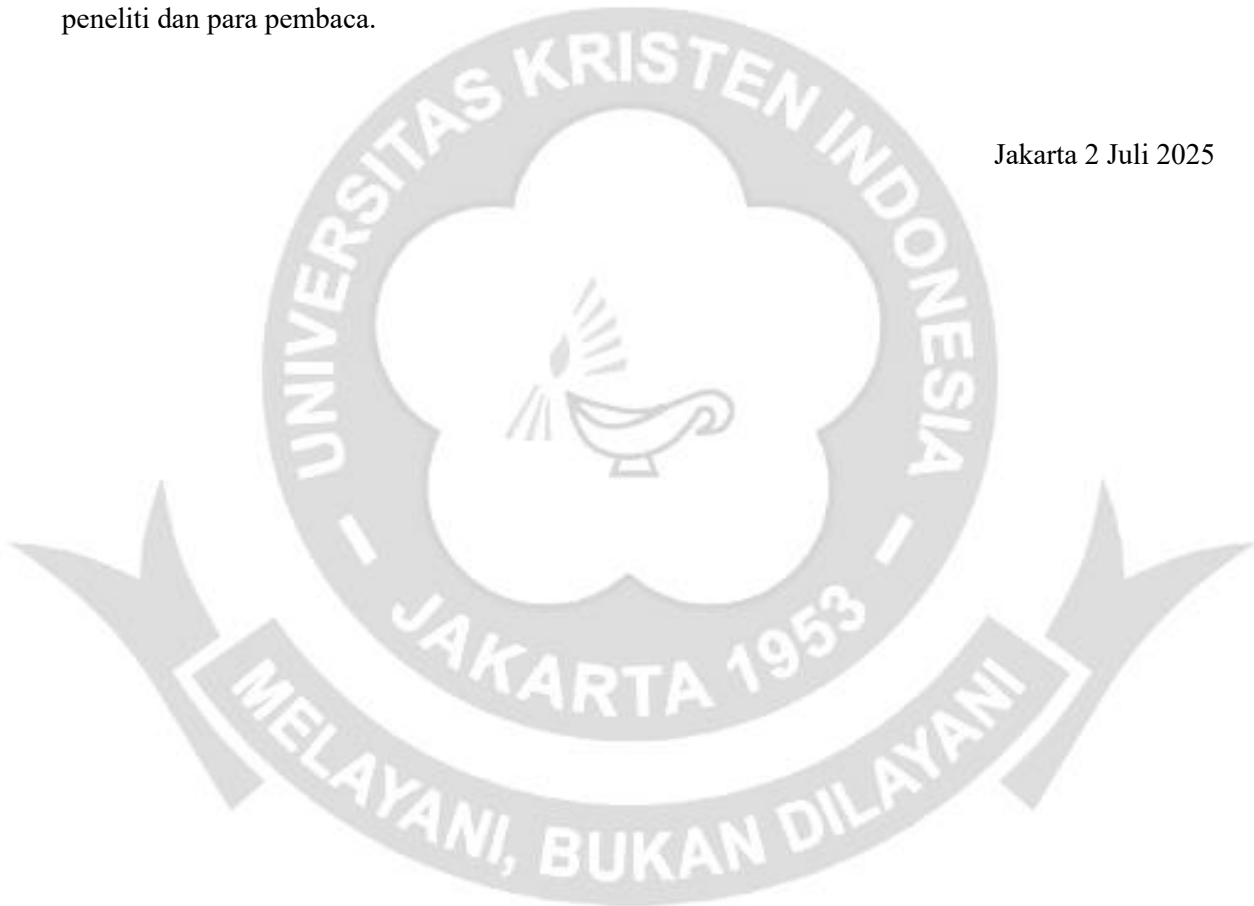 peneliti dan para pembaca.
Jakarta 2 Juli 2025
UNIVERSITAS KRISTEN INDONESIA
- JAKARTA 1953 -
MELAYANI, BUKAN DILAYANI